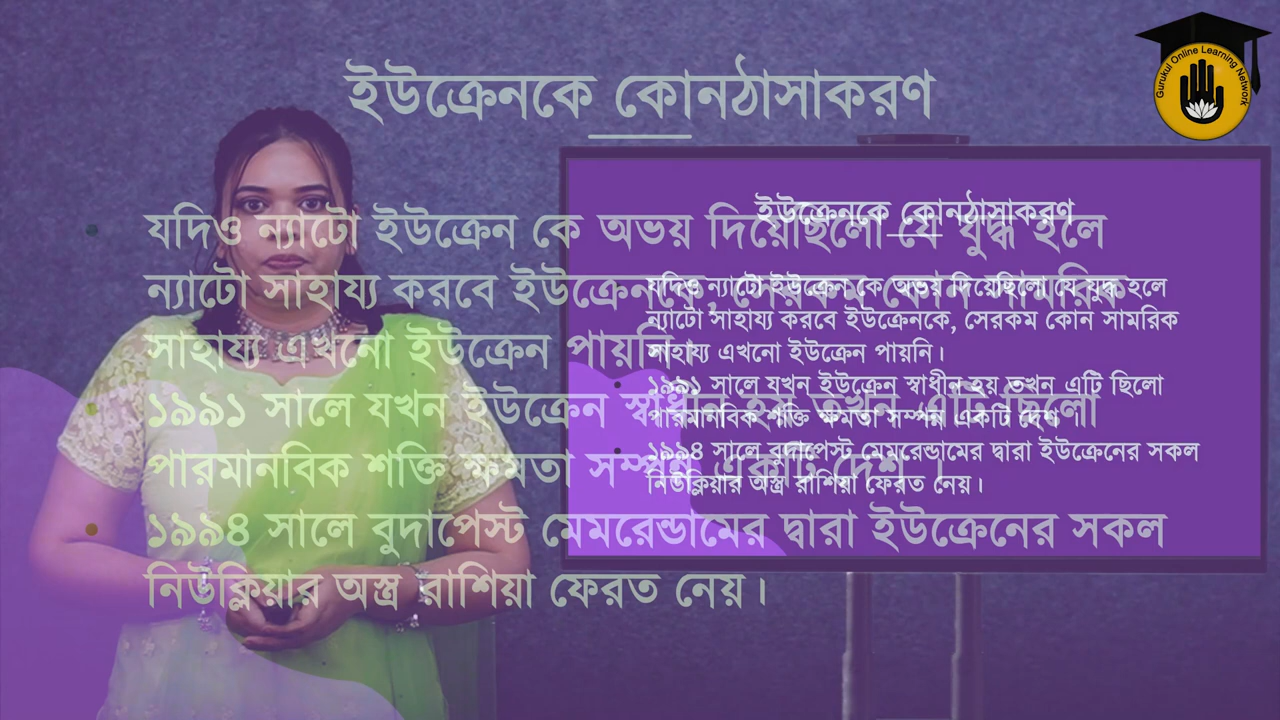 Gurukul Online Learning Network
ইউক্রেনকে কোনঠাসাকরণ
যদিও ন্যাটো ইউক্রেন কে অভয় দিয়েছিলো যে যুদ্ধ হলে
ন্যাটো সাহায্য করবে ইউক্রেনকে, সেরকম কোন সামরিক
সাহায্য এখনো ইউক্রেন পায়নি।
১৯৯১ সালে যখন ইউক্রেন স্বাধীন হয় তখন এটি ছিলো
পারমানবিক শক্তি ক্ষমতা সম্পন্ন একটি দেশ
১৯৯৪ সালে বুদাপেস্ট মেমরেন্ডামের দ্বারা ইউক্রেনের সকল
নিউক্লিয়ার অস্ত্র রাশিয়া ফেরত নেয়।
ইউক্রেনকে কোনঠাসাকরণ
যদিও ন্যাটো ইউক্রেন কে অভয় দিয়েছিলো যে যুদ্ধ হলে
ন্যাটো সাহায্য করবে ইউক্রেনকে, সেরকম কোন সামরিক
সাহায্য এখনো ইউক্রেন পায়নি।
১৯৯১ সালে যখন ইউক্রেন স্বাধীন হয় তখন এটি ছিলো
পারমানবিক শক্তি ক্ষমতা সম্পন্ন একটি দেশ
১৯৯৪ সালে বুদাপেস্ট মেমরেন্ডামের দ্বারা ইউক্রেনের সকল
নিউক্লিয়ার অস্ত্র রাশিয়া ফেরত নেয়।